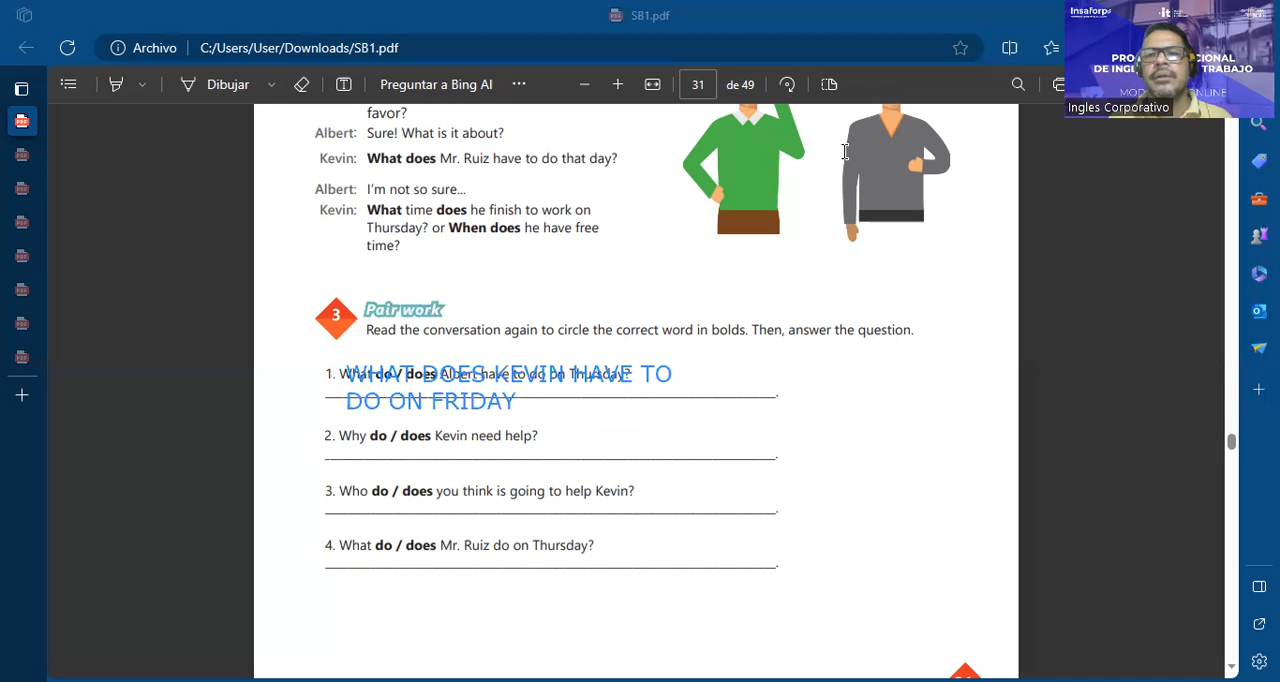 SB1.pdf
Archivo
C:/Users/User/Downloads/SB1.pdf
Dibujar
Preguntar a Bing AI
31
de 49
Insaforp
it
DE ING
TRABAJO
ONLINE
Ingles Corporativo
favor?
Albert: Sure! What is it about?
Kevin: What does Mr. Ruiz have to do that day?
Albert: I'm not so sure...
Kevin: What time does he finish to work on
Thursday? or When does he have free
time?
3
Pair work
Read the conversation again to circle the correct word in bolds. Then, answer the question.
1. What do / does Albert have to do on Thursday?
WHAT DOES KEVIN HAVE TO
DO ON FRIDAY
2. Why do / does Kevin need help?
3. Who do / does you think is going to help Kevin?
4. What do / does Mr. Ruiz do on Thursday?